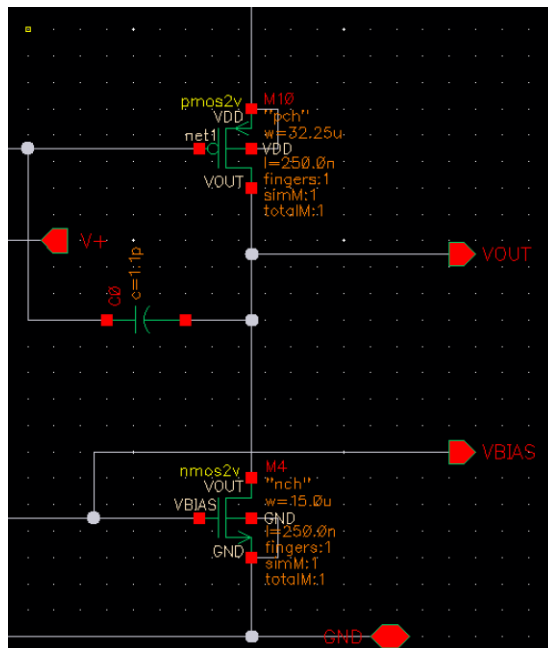 pmos2v
M10
VDD
"pch"
w=32.25u
net1
VDD
l=250.0n
VOUT
fingers:1
simM:1
totalM:1
V+
VOUT
C0
c=1.1p
VBIAS
nmos2v
M4
VOUT
"nch"
w=15.0u
VBIAS
GND
l=250.0n
GND
fingers:1
simM:1
totalM:1
GND